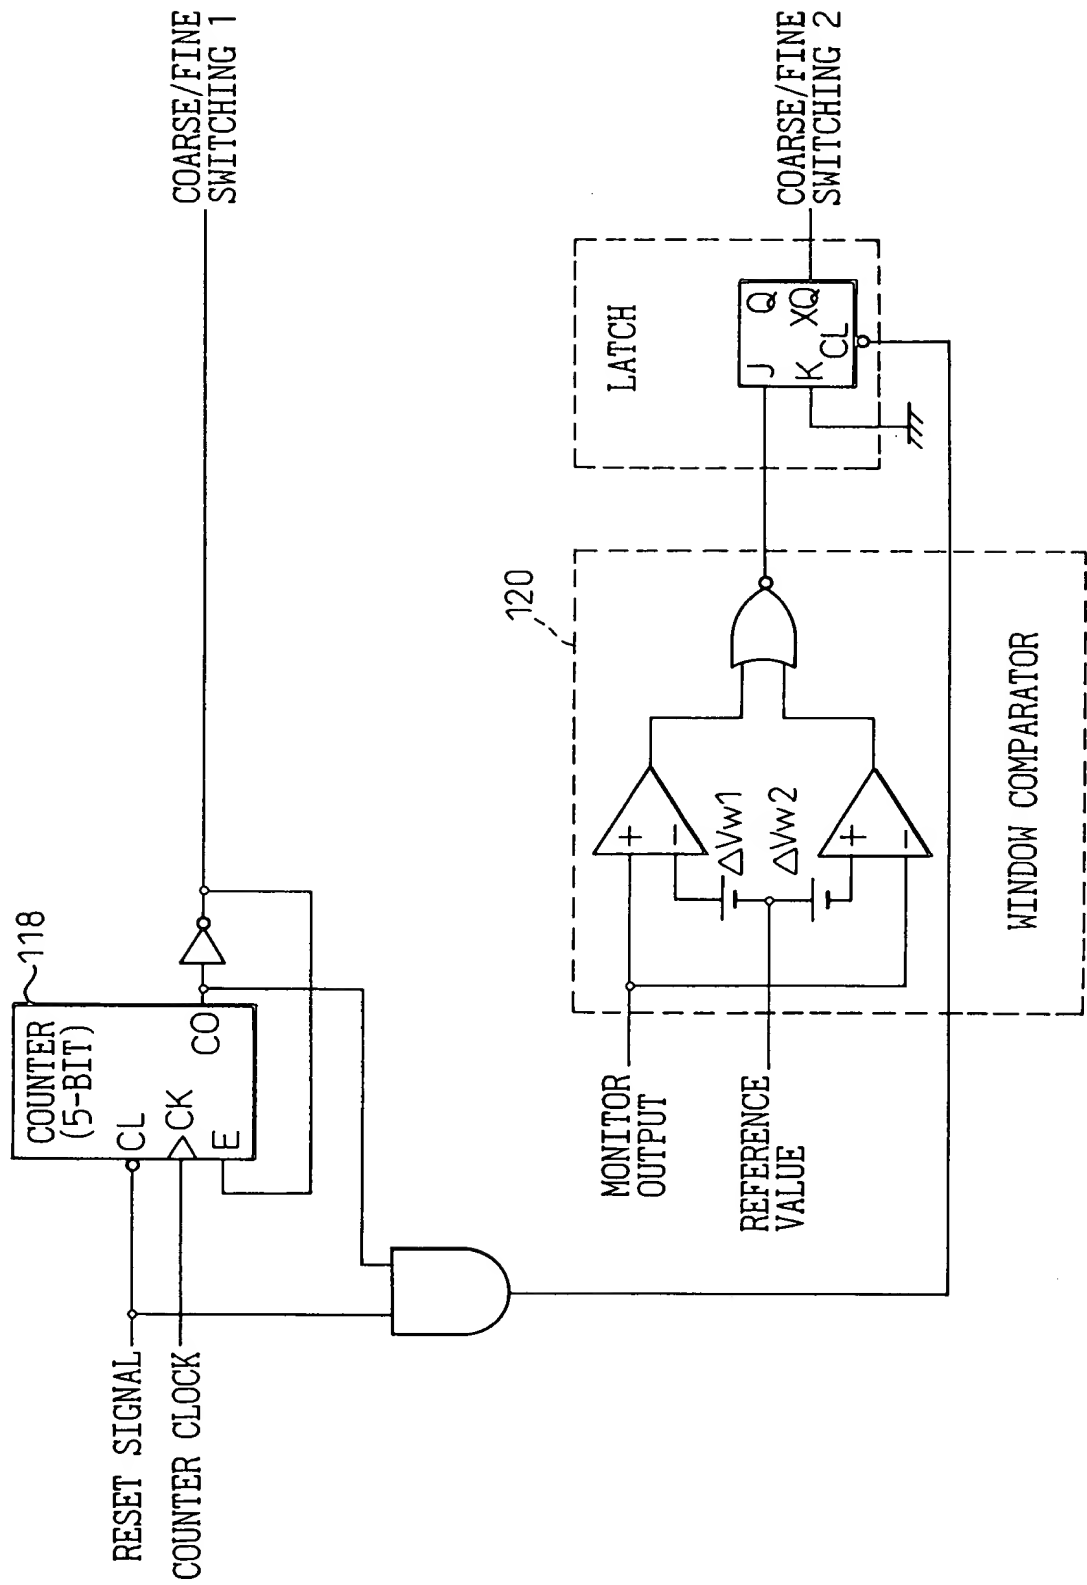 COARSE/FINE
SWITCHING 1
118
COUNTER
(5-BIT)
CL
CK
E
CO
RESET SIGNAL
COUNTER CLOCK
COARSE/FINE
SWITCHING 2
LATCH
J Q
K XQ
CL
120
+
−
ΔVw1
ΔVw2
+
−
MONITOR
OUTPUT
REFERENCE
VALUE
WINDOW COMPARATOR